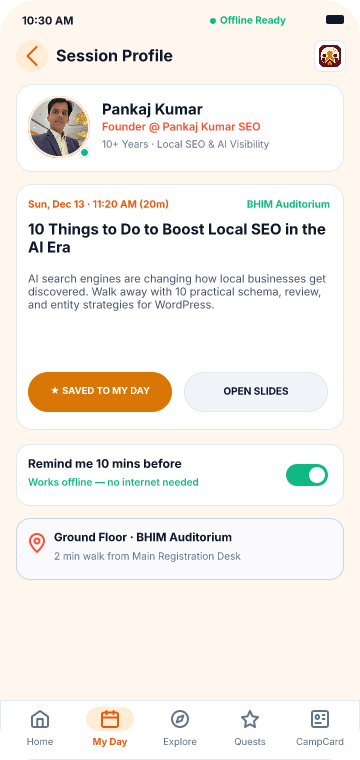 10:30 AM
Offline Ready
Session Profile
Pankaj Kumar
Founder @ Pankaj Kumar SEO
10+ Years · Local SEO & AI Visibility
Sun, Dec 13 · 11:20 AM (20m)
BHIM Auditorium
10 Things to Do to Boost Local SEO in the
AI Era
AI search engines are changing how local businesses get
discovered. Walk away with 10 practical schema, review,
and entity strategies for WordPress.
★ SAVED TO MY DAY
OPEN SLIDES
Remind me 10 mins before
Works offline — no internet needed
Ground Floor · BHIM Auditorium
2 min walk from Main Registration Desk
Home
My Day
Explore
Quests
CampCard